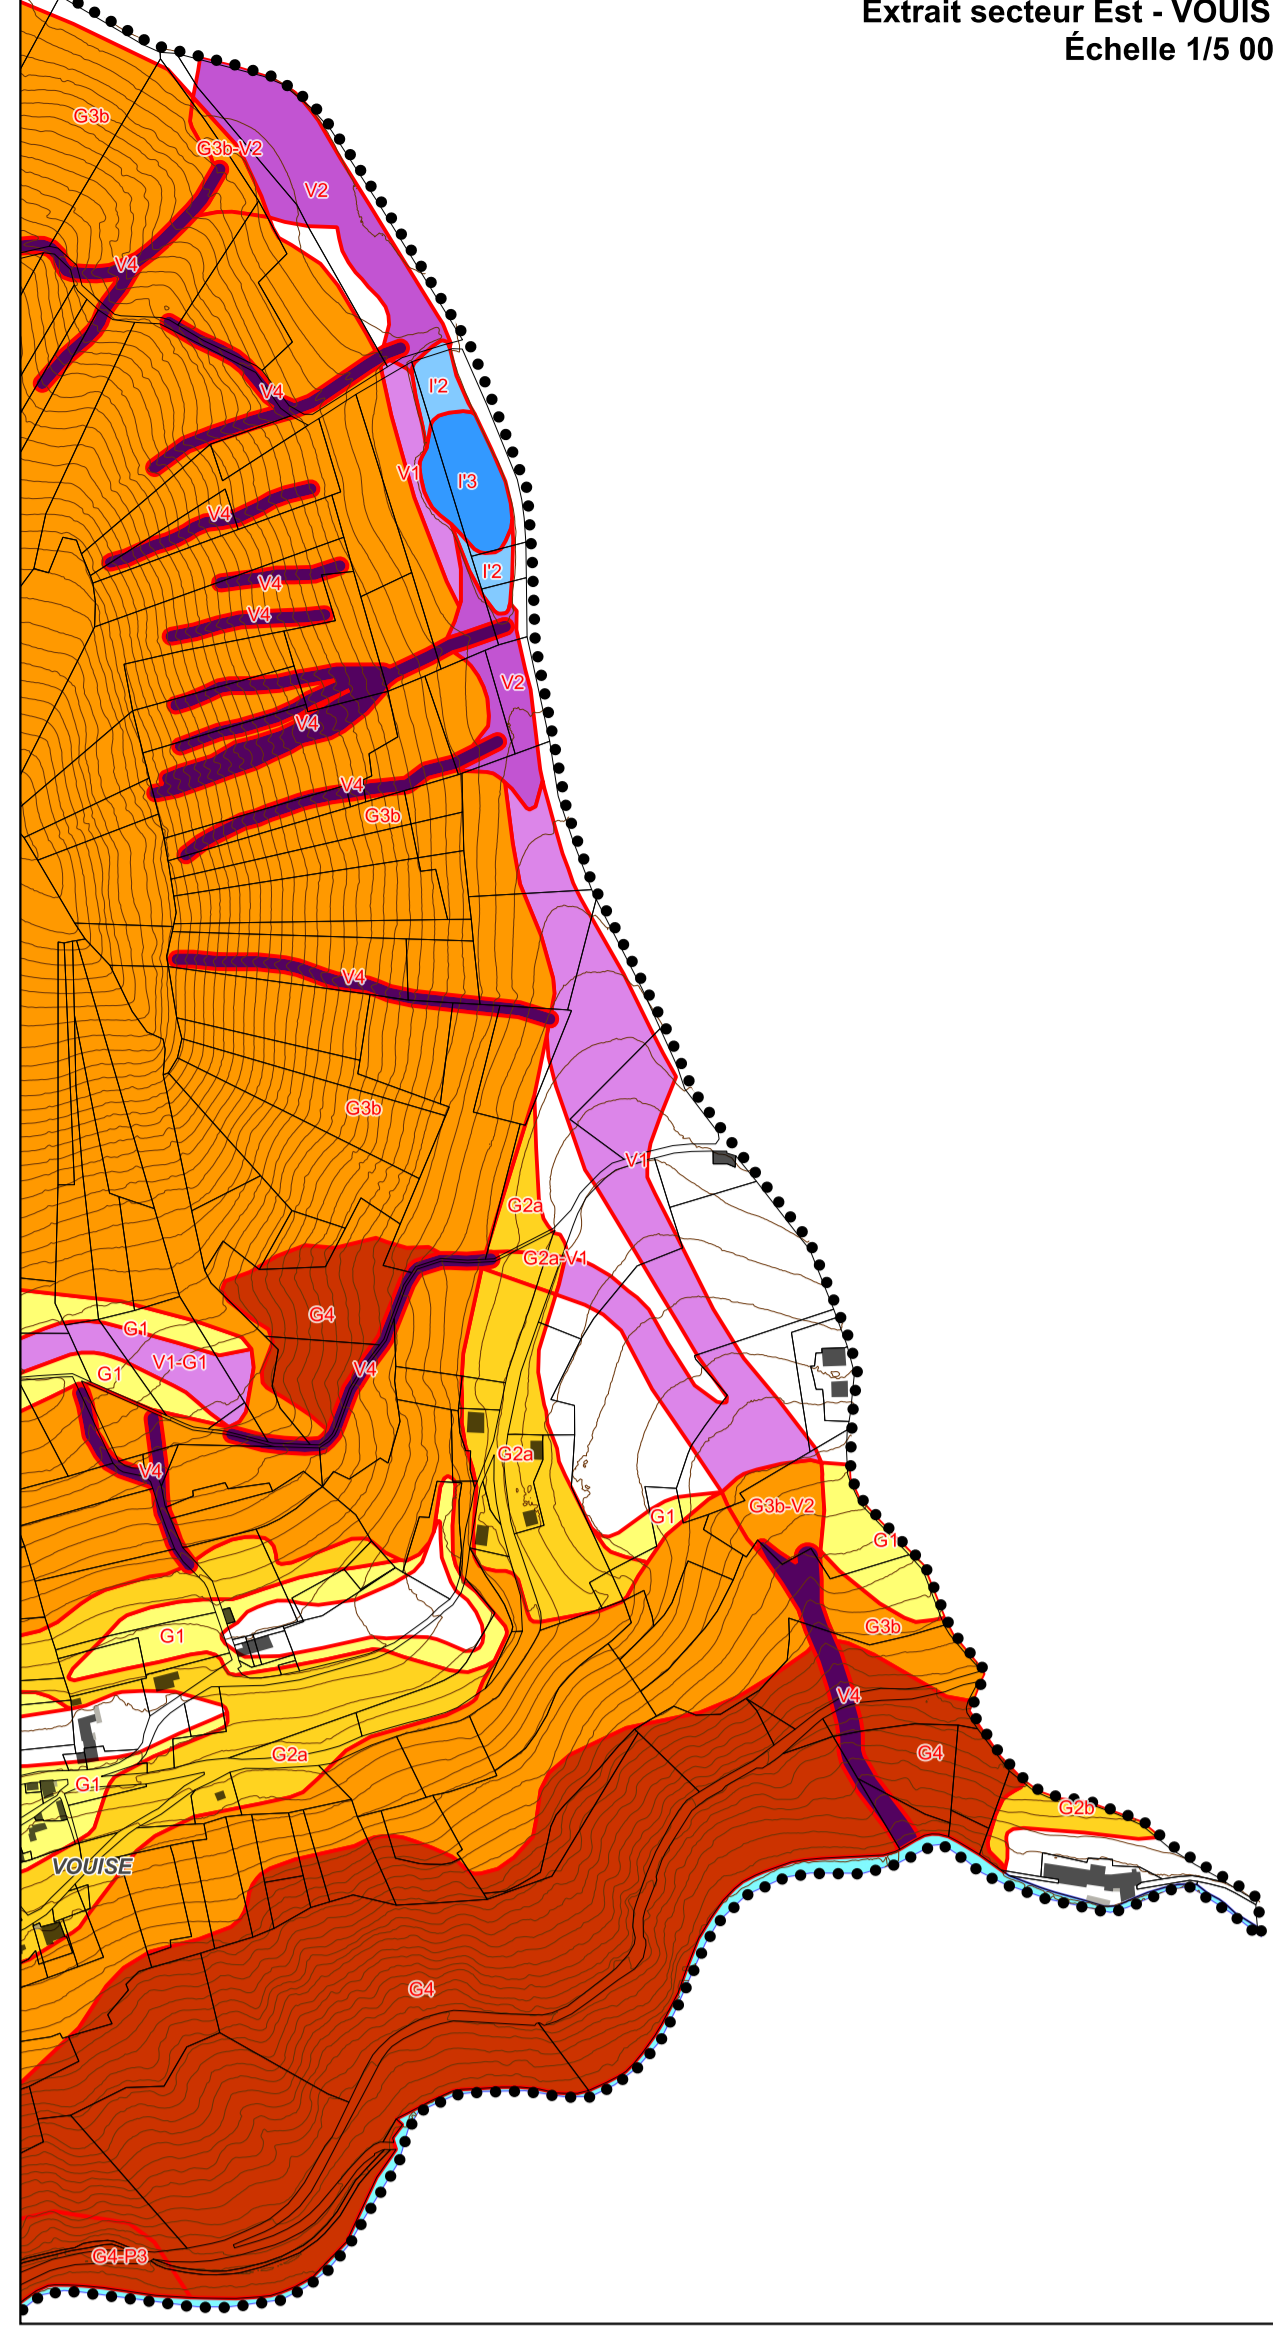 Extrait secteur Est - VOUIS
Échelle 1/5 00
G3b
G3b-V2
V2
V4
I'2
V4
V1
I'3
V4
I'2
V4
V4
V2
V4
V4
G3b
V4
G3b
V1
G2a
G2a-V1
G4
G1
V1-G1
V4
G1
G2a
V4
G3b-V2
G1
G1
G3b
G1
V4
G4
G2a
G1
G2b
VOUISE
G4
G4-P3